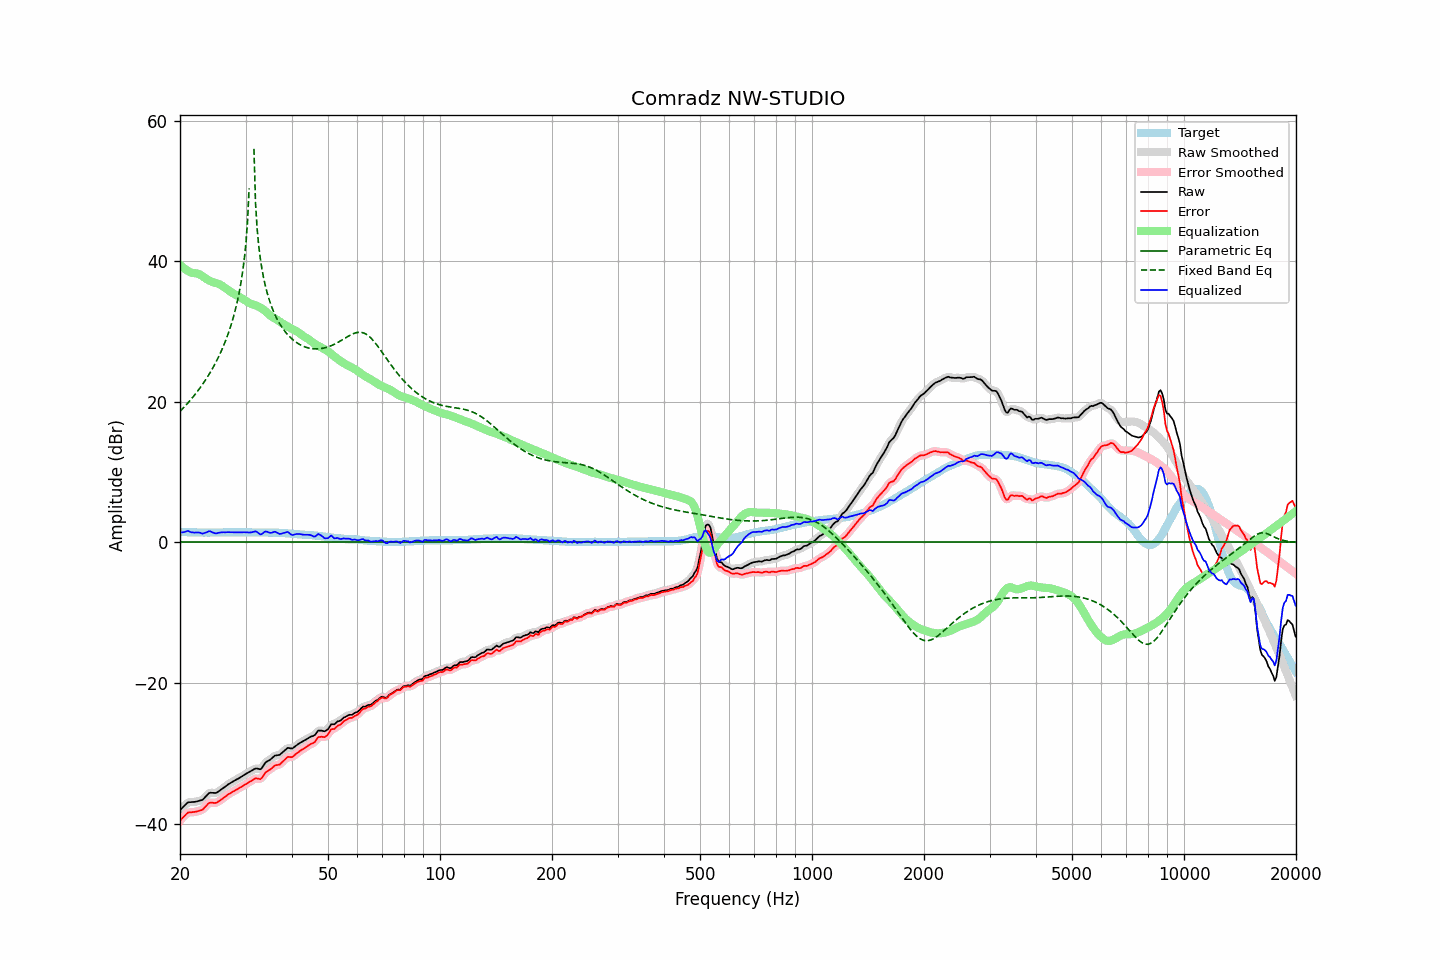 Comradz NW-STUDIO
60
40
20
0
−20
−40
Amplitude (dBr)
20
50
100
200
500
1000
2000
5000
10000
20000
Frequency (Hz)
Target
Raw Smoothed
Error Smoothed
Raw
Error
Equalization
Parametric Eq
Fixed Band Eq
Equalized